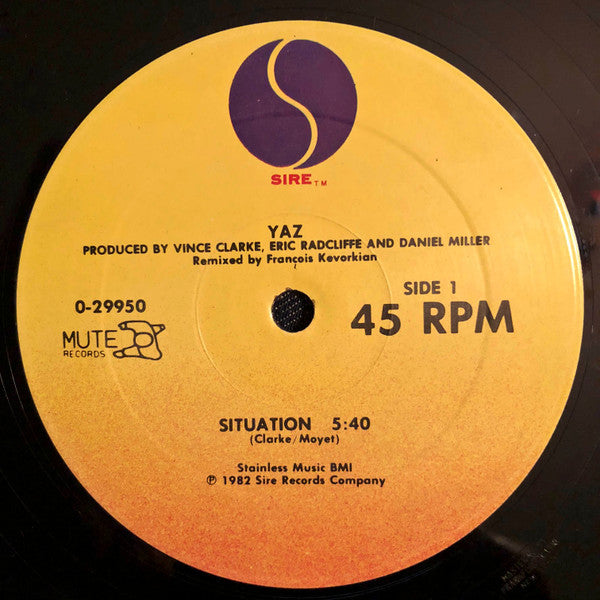 SIRE TM
YAZ
PRODUCED BY VINCE CLARKE, ERIC RADCLIFFE AND DANIEL MILLER
Remixed by François Kevorkian
0-29950
SIDE 1
45 RPM
MUTE
RECORDS
SITUATION 5:40
(Clarke/Moyet)
Stainless Music BMI
℗ 1982 Sire Records Company